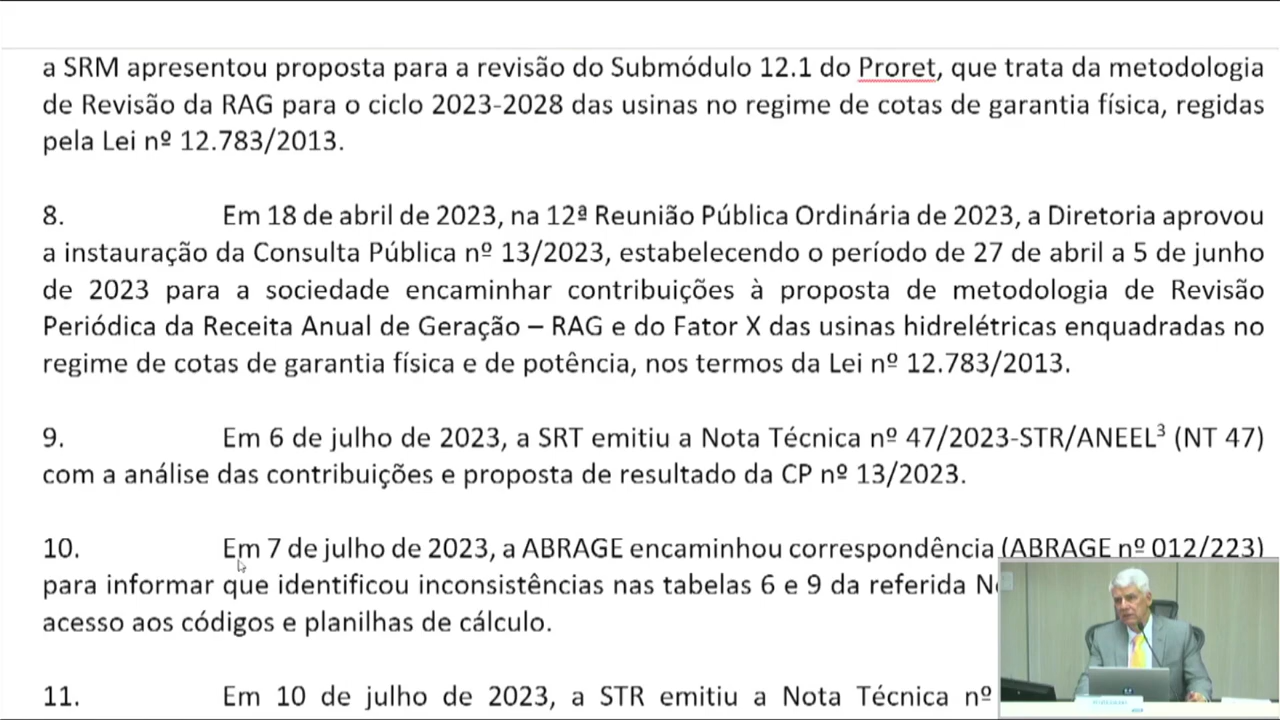 a SRM apresentou proposta para a revisão do Submódulo 12.1 do Proret, que trata da metodologia
de Revisão da RAG para o ciclo 2023-2028 das usinas no regime de cotas de garantia física, regidas
pela Lei nº 12.783/2013.
8. Em 18 de abril de 2023, na 12ª Reunião Pública Ordinária de 2023, a Diretoria aprovou
a instauração da Consulta Pública nº 13/2023, estabelecendo o período de 27 de abril a 5 de junho
de 2023 para a sociedade encaminhar contribuições à proposta de metodologia de Revisão
Periódica da Receita Anual de Geração – RAG e do Fator X das usinas hidrelétricas enquadradas no
regime de cotas de garantia física e de potência, nos termos da Lei nº 12.783/2013.
9. Em 6 de julho de 2023, a SRT emitiu a Nota Técnica nº 47/2023-STR/ANEEL³ (NT 47)
com a análise das contribuições e proposta de resultado da CP nº 13/2023.
10. Em 7 de julho de 2023, a ABRAGE encaminhou correspondência (ABRAGE nº 012/223)
para informar que identificou inconsistências nas tabelas 6 e 9 da referida
acesso aos códigos e planilhas de cálculo.
11. Em 10 de julho de 2023, a STR emitiu a Nota Técnica nº